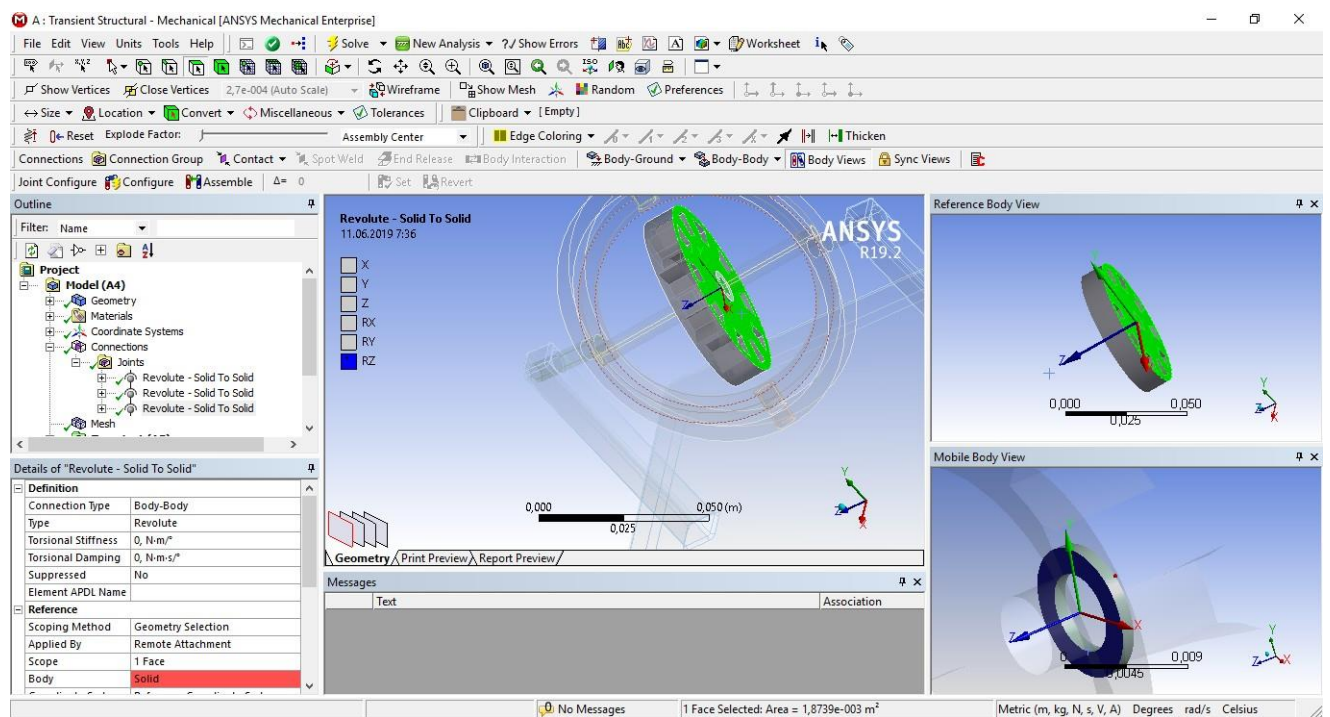 A : Transient Structural - Mechanical [ANSYS Mechanical Enterprise]
File Edit View Units Tools Help Solve New Analysis ?/ Show Errors Worksheet
Show Vertices Close Vertices 2,7e-004 (Auto Scale) Wireframe Show Mesh Random Preferences
Size Location Convert Miscellaneous Tolerances Clipboard [Empty]
Reset Explode Factor: Assembly Center Edge Coloring Thicken
Connections Connection Group Contact Spot Weld End Release Body Interaction Body-Ground Body-Body Body Views Sync Views
Joint Configure Configure Assemble Δ= 0 Set Revert
Outline
Filter: Name
Project
Model (A4)
Geometry
Materials
Coordinate Systems
Connections
Joints
Revolute - Solid To Solid
Revolute - Solid To Solid
Revolute - Solid To Solid
Mesh
Details of "Revolute - Solid To Solid"
Definition
Connection Type Body-Body
Type Revolute
Torsional Stiffness 0, N·m/°
Torsional Damping 0, N·m·s/°
Suppressed No
Element APDL Name
Reference
Scoping Method Geometry Selection
Applied By Remote Attachment
Scope 1 Face
Body Solid
Revolute - Solid To Solid
11.06.2019 7:36
X
Y
Z
RX
RY
RZ
ANSYS
R19.2
Z
Y
Z
X
0,000 0,050 (m)
0,025
Geometry Print Preview Report Preview
Messages
Text Association
Reference Body View
Y
Z
0,000 0,050
0,025
Y
Z
X
Mobile Body View
Y
Z
X
0 0,009
0,0045
Y
Z
X
0 No Messages 1 Face Selected: Area = 1,8739e-003 m² Metric (m, kg, N, s, V, A) Degrees rad/s Celsius